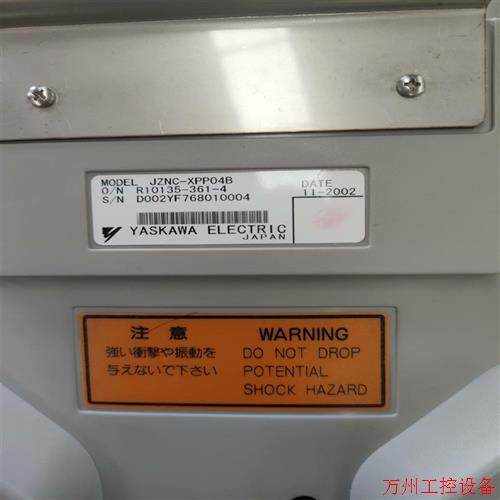 MODEL JZNC-XPP04B
O/N R10135-361-4
S/N D002YF768010004
DATE
11-2002
YASKAWA ELECTRIC
JAPAN
注意 WARNING
強い衝撃や振動を DO NOT DROP
与えないで下さい POTENTIAL
SHOCK HAZARD
万州工控设备